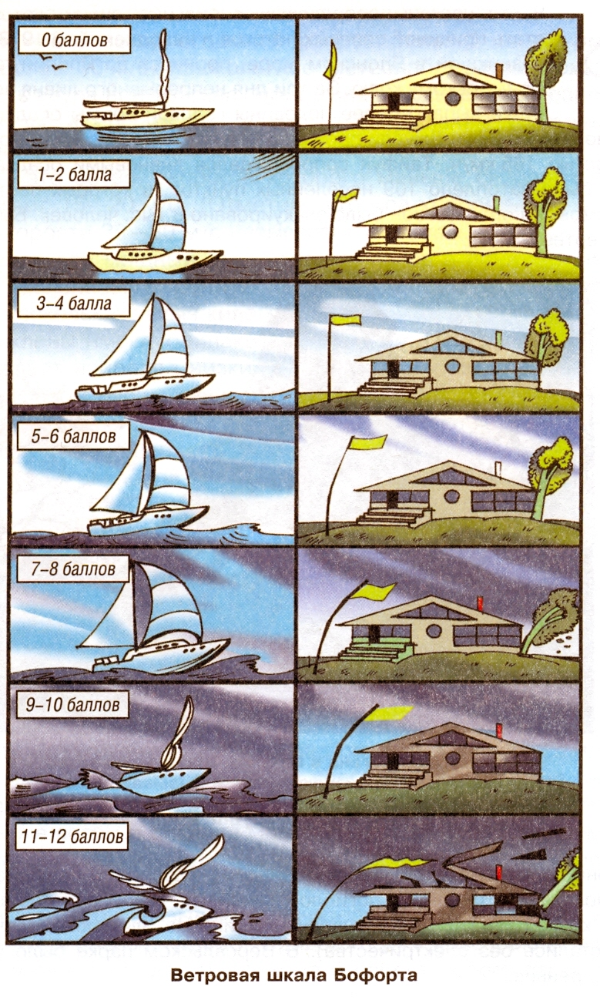 0 баллов
1–2 балла
3–4 балла
5–6 баллов
7–8 баллов
9–10 баллов
11–12 баллов
Ветровая шкала Бофорта